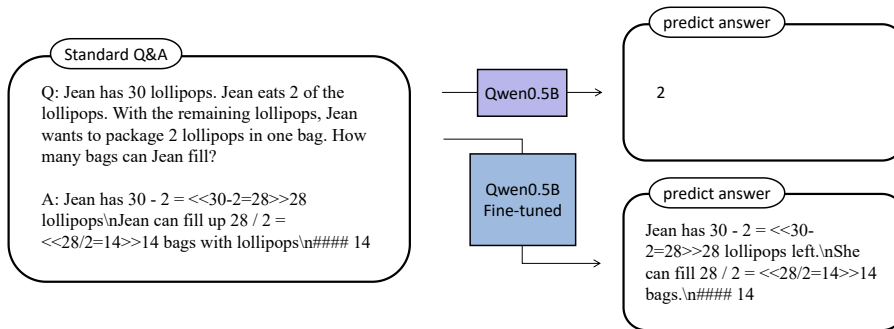 Standard Q&A
Q: Jean has 30 lollipops. Jean eats 2 of the
lollipops. With the remaining lollipops, Jean
wants to package 2 lollipops in one bag. How
many bags can Jean fill?
A: Jean has 30 - 2 = <<30-2=28>>28
lollipops\nJean can fill up 28 / 2 =
<<28/2=14>>14 bags with lollipops\n#### 14
Qwen0.5B
Qwen0.5B
Fine-tuned
predict answer
2
predict answer
Jean has 30 - 2 = <<30-
2=28>>28 lollipops left.\nShe
can fill 28 / 2 = <<28/2=14>>14
bags.\n#### 14